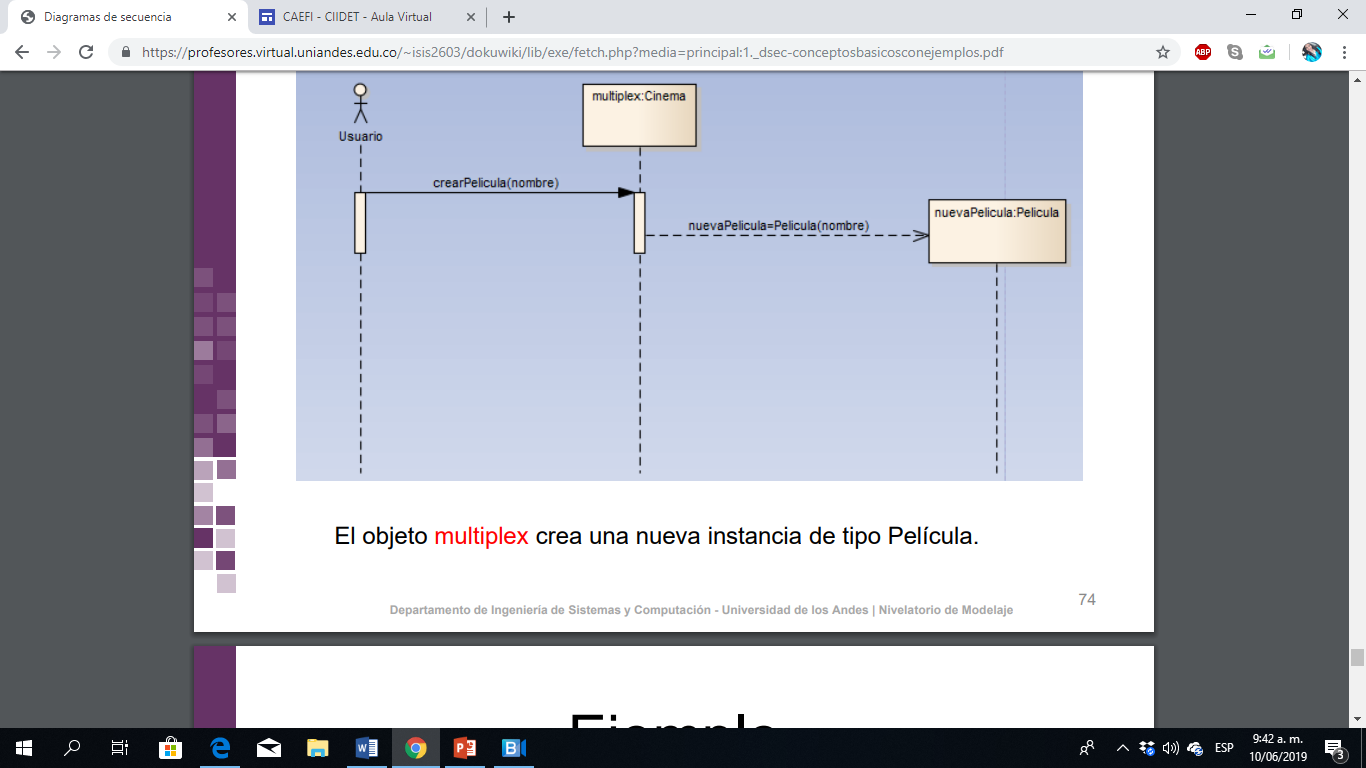 Diagramas de secuencia
CAEFI - CIIDET - Aula Virtual
https://profesores.virtual.uniandes.edu.co/~isis2603/dokuwiki/lib/exe/fetch.php?media=principal:1._dsec-conceptosbasicosconejemplos.pdf
ABP
multiplex:Cinema
Usuario
crearPelicula(nombre)
nuevaPelicula:Pelicula
nuevaPelicula=Pelicula(nombre)
El objeto multiplex crea una nueva instancia de tipo Película.
74
Departamento de Ingeniería de Sistemas y Computación - Universidad de los Andes | Nivelatorio de Modelaje
Ejemplo
ESP
9:42 a. m.
10/06/2019
3